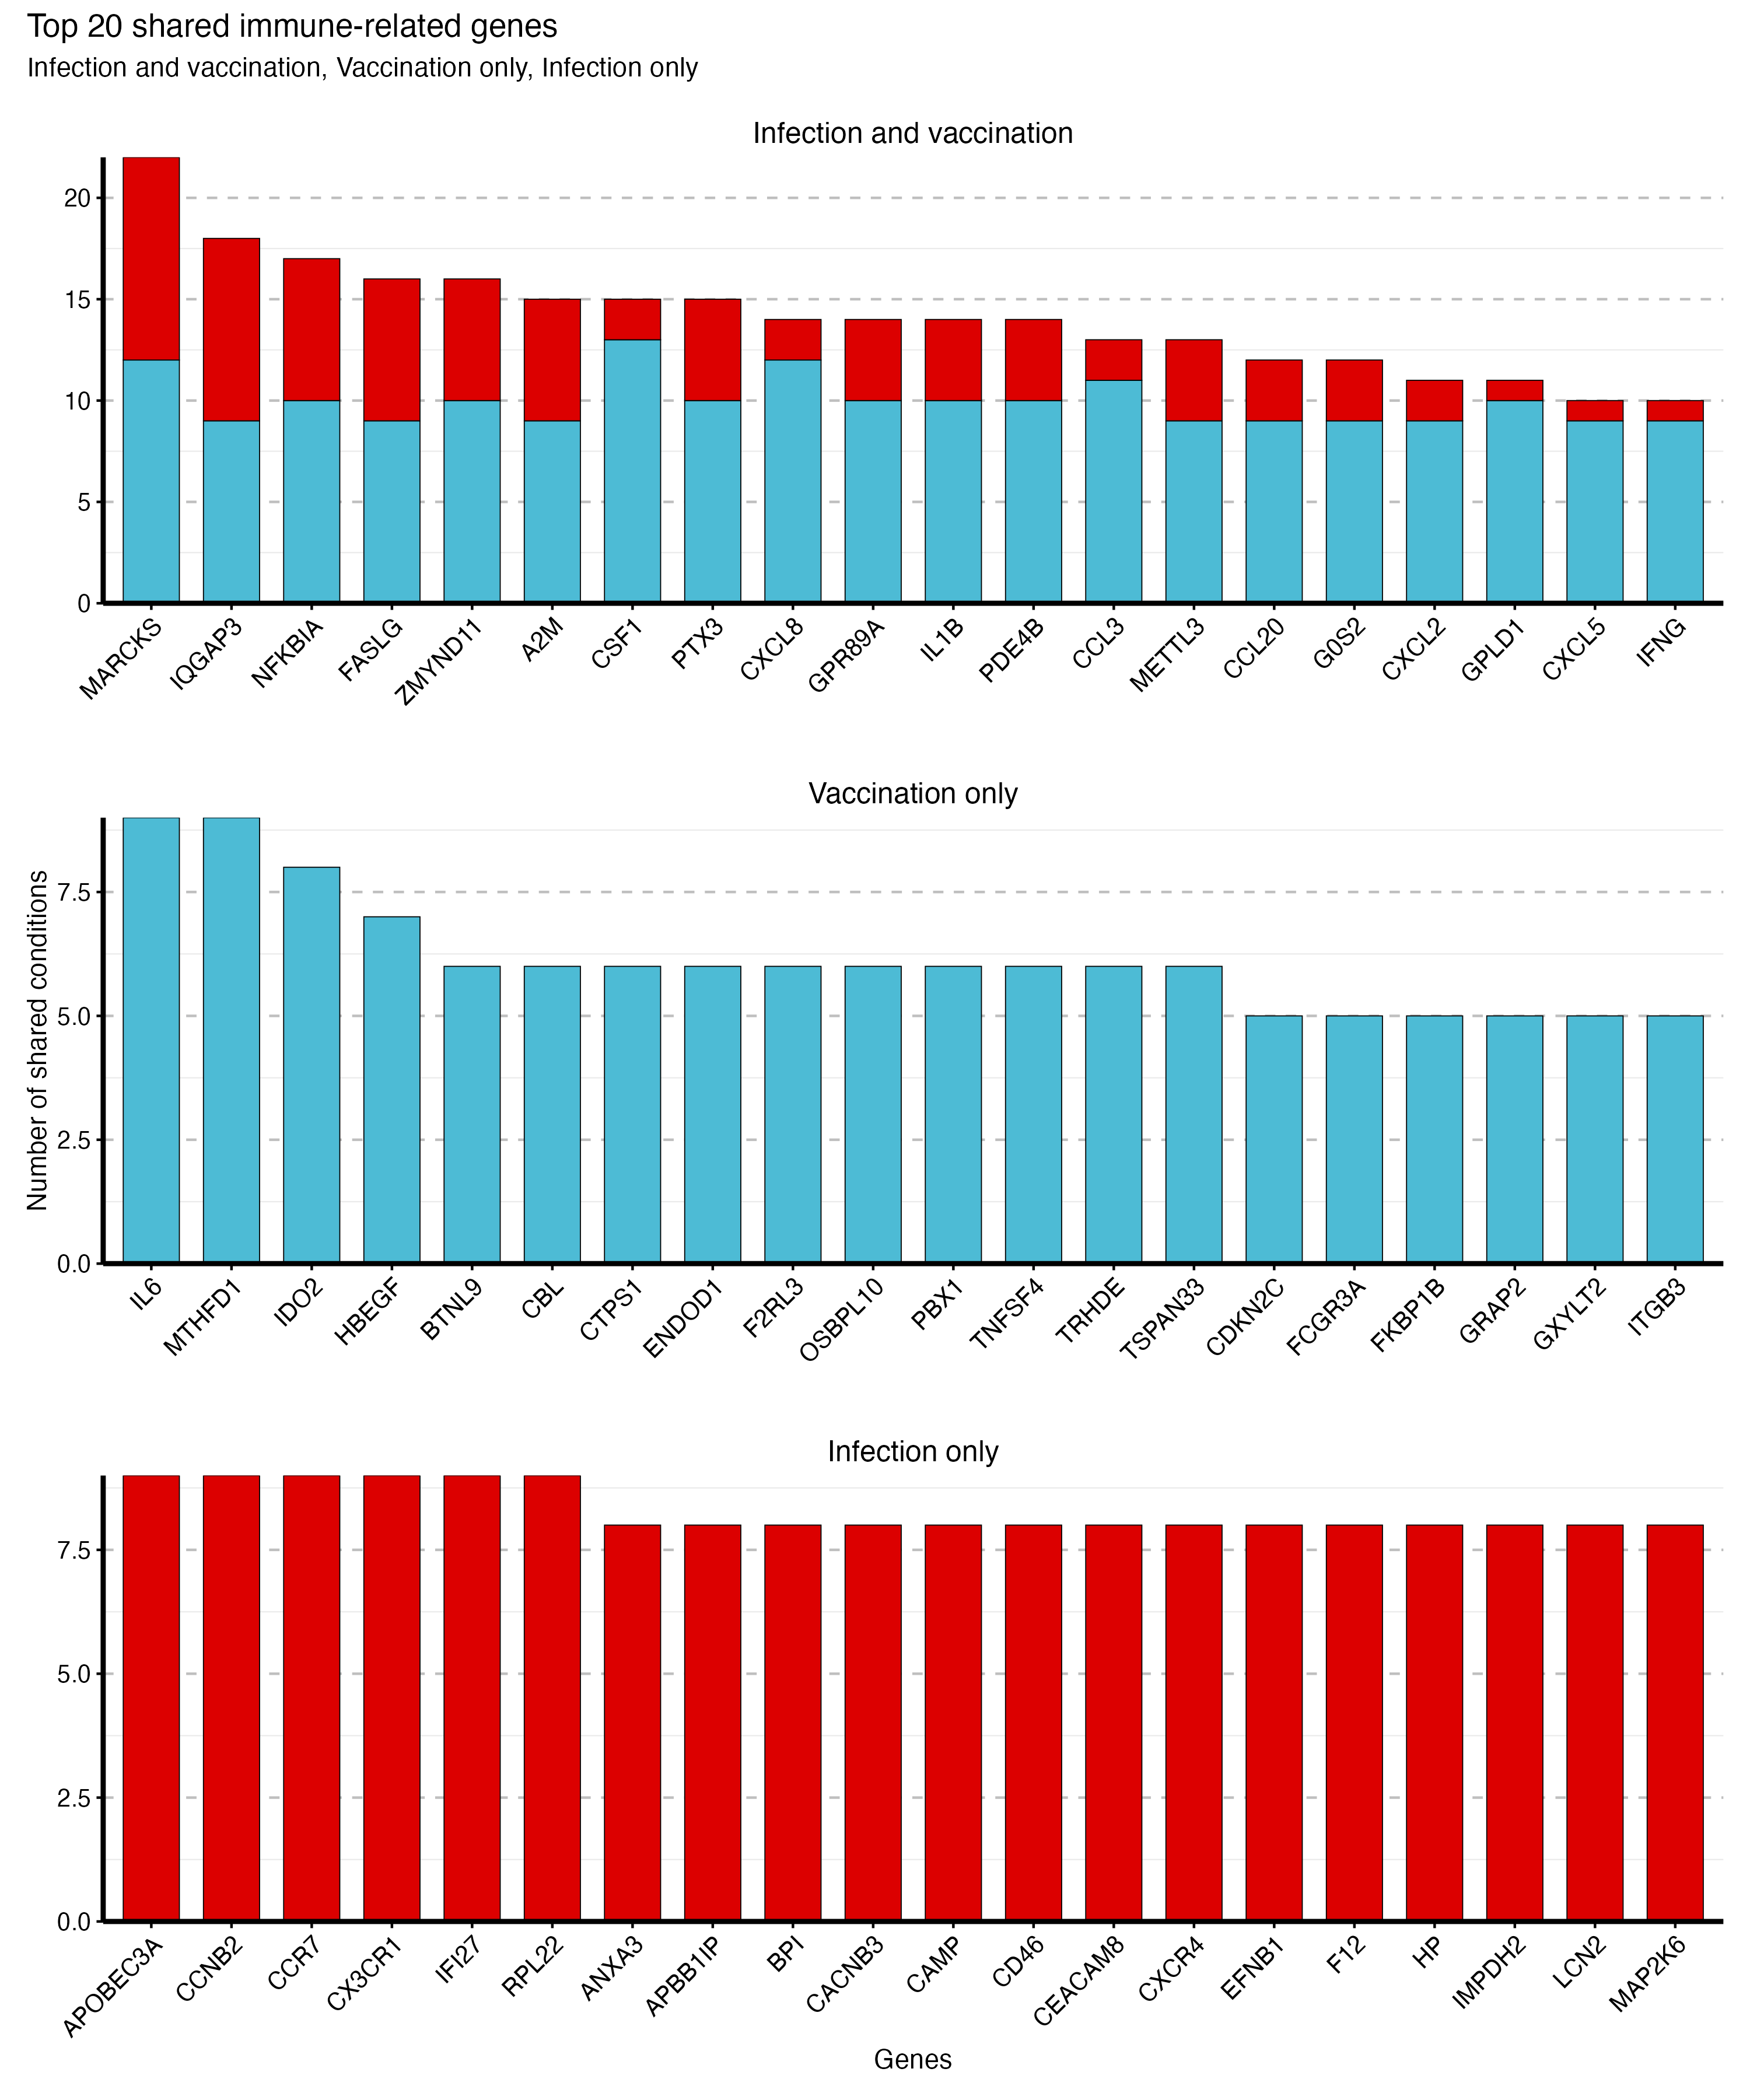 Top 20 shared immune-related genes
Infection and vaccination, Vaccination only, Infection only
Infection and vaccination
20
15
10
5
0
MARCKS
IQGAP3
NFKBIA
FASLG
ZMYND11
A2M
CSF1
PTX3
CXCL8
GPR89A
IL1B
PDE4B
CCL3
METTL3
CCL20
G0S2
CXCL2
GPLD1
CXCL5
IFNG
Number of shared conditions
Vaccination only
7.5
5.0
2.5
0.0
IL6
MTHFD1
IDO2
HBEGF
BTNL9
CBL
CTPS1
ENDOD1
F2RL3
OSBPL10
PBX1
TNFSF4
TRHDE
TSPAN33
CDKN2C
FCGR3A
FKBP1B
GRAP2
GXYLT2
ITGB3
Infection only
7.5
5.0
2.5
0.0
APOBEC3A
CCNB2
CCR7
CX3CR1
IFI27
RPL22
ANXA3
APBB1IP
BPI
CACNB3
CAMP
CD46
CEACAM8
CXCR4
EFNB1
F12
HP
IMPDH2
LCN2
MAP2K6
Genes